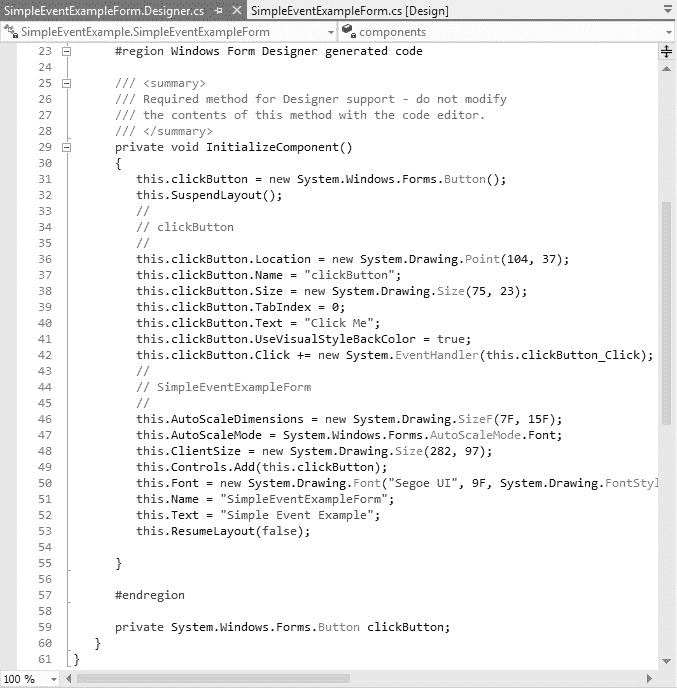 SimpleEventExampleForm.Designer.cs SimpleEventExampleForm.cs [Design]
SimpleEventExample.SimpleEventExampleForm components
23 #region Windows Form Designer generated code
24
25 /// <summary>
26 /// Required method for Designer support - do not modify
27 /// the contents of this method with the code editor.
28 /// </summary>
29 private void InitializeComponent()
30 {
31 this.clickButton = new System.Windows.Forms.Button();
32 this.SuspendLayout();
33 //
34 // clickButton
35 //
36 this.clickButton.Location = new System.Drawing.Point(104, 37);
37 this.clickButton.Name = "clickButton";
38 this.clickButton.Size = new System.Drawing.Size(75, 23);
39 this.clickButton.TabIndex = 0;
40 this.clickButton.Text = "Click Me";
41 this.clickButton.UseVisualStyleBackColor = true;
42 this.clickButton.Click += new System.EventHandler(this.clickButton_Click);
43 //
44 // SimpleEventExampleForm
45 //
46 this.AutoScaleDimensions = new System.Drawing.SizeF(7F, 15F);
47 this.AutoScaleMode = System.Windows.Forms.AutoScaleMode.Font;
48 this.ClientSize = new System.Drawing.Size(282, 97);
49 this.Controls.Add(this.clickButton);
50 this.Font = new System.Drawing.Font("Segoe UI", 9F, System.Drawing.FontStyl
51 this.Name = "SimpleEventExampleForm";
52 this.Text = "Simple Event Example";
53 this.ResumeLayout(false);
54
55 }
56
57 #endregion
58
59 private System.Windows.Forms.Button clickButton;
60 }
61 }
100 %